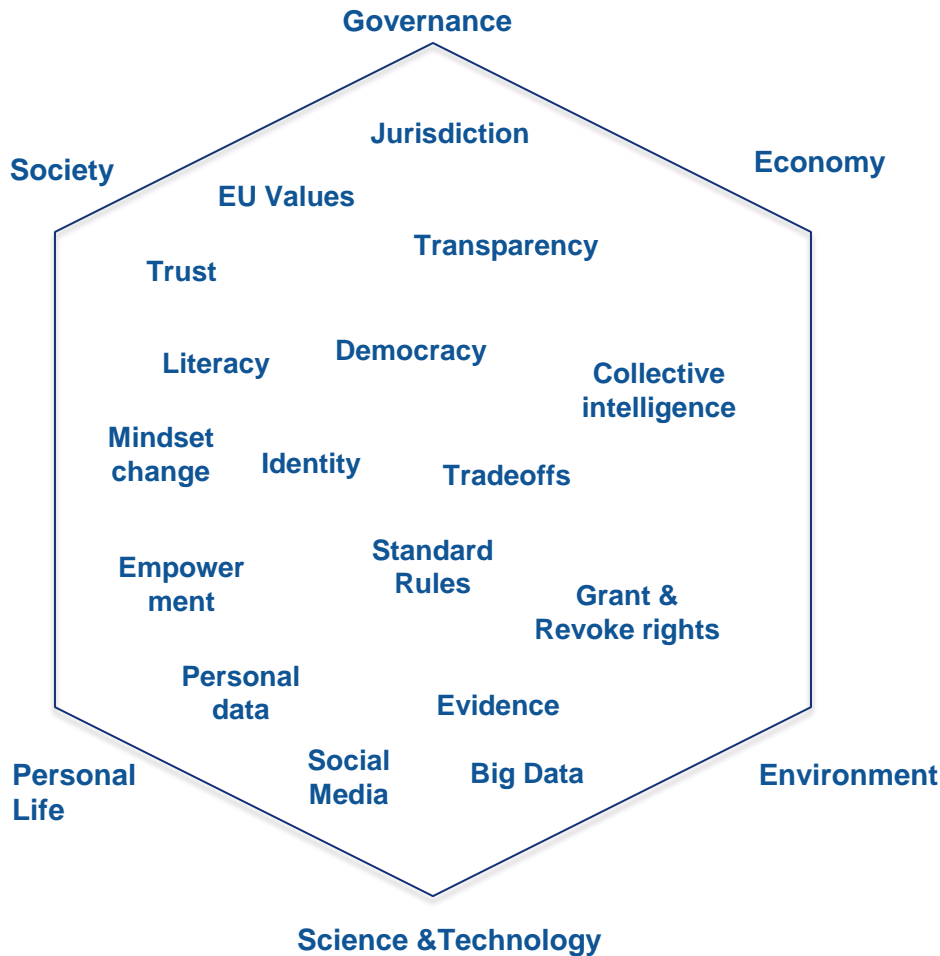 Governance
Jurisdiction
Society
Economy
EU Values
Transparency
Trust
Democracy
Literacy
Collective
intelligence
Mindset
change
Identity
Tradeoffs
Standard
Rules
Empower
ment
Grant &
Revoke rights
Personal
data
Evidence
Social
Media
Big Data
Personal
Life
Environment
Science &Technology